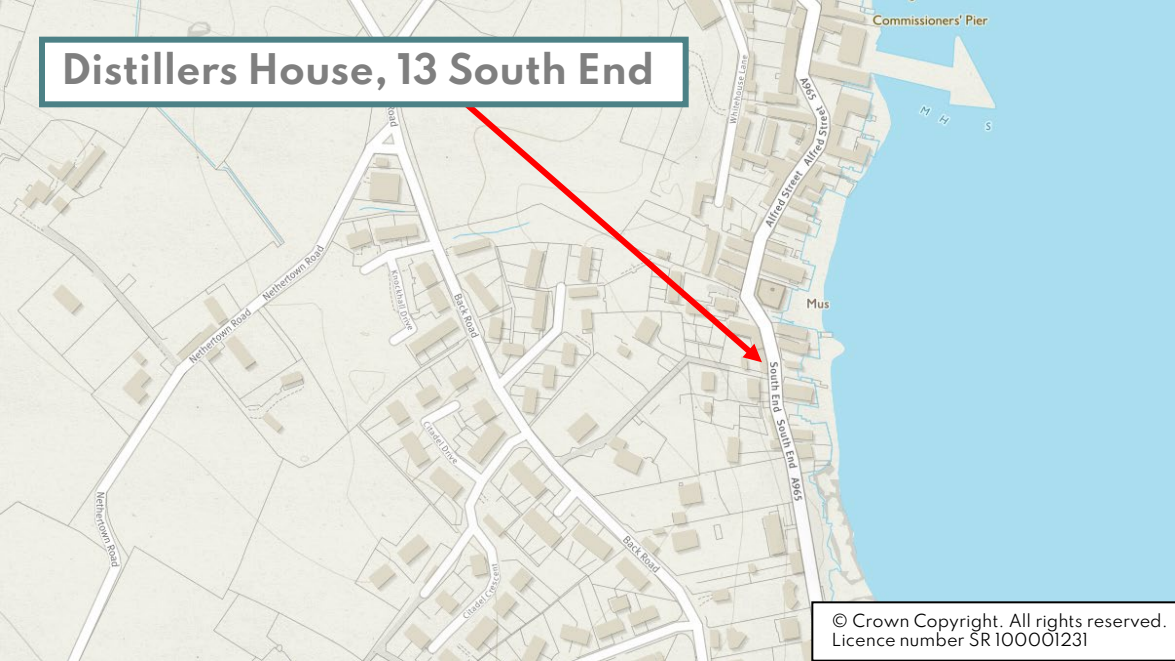 Commissioners' Pier
Distillers House, 13 South End
Whitehouse Lane
A965
Road
M H S
Alfred Street Alfred Street
Nethertown Road
Knockhall Drive
Back Road
Mus
Nethertown Road
South End South End A965
Citadel Drive
Nethertown Road
Back Road
Citadel Crescent
© Crown Copyright. All rights reserved.
Licence number SR 100001231